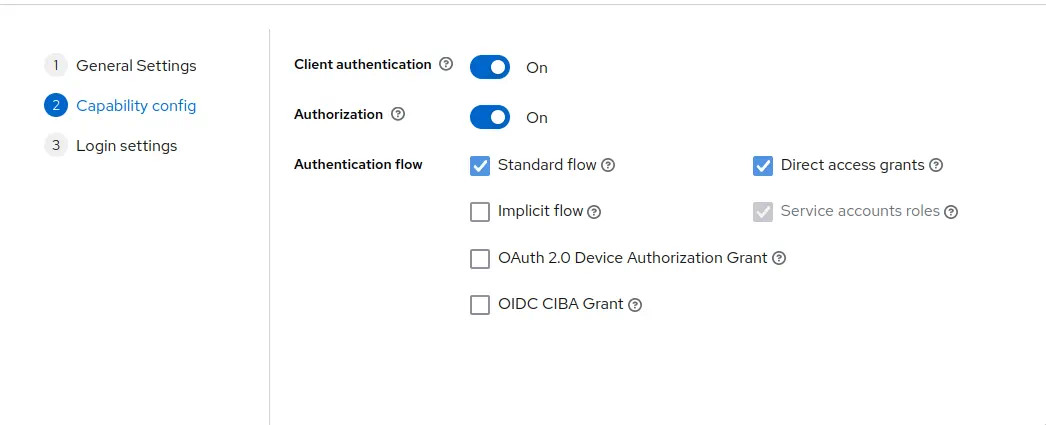 1 General Settings
2 Capability config
3 Login settings
Client authentication ? On
Authorization ? On
Authentication flow
Standard flow ? Direct access grants ?
Implicit flow ? Service accounts roles ?
OAuth 2.0 Device Authorization Grant ?
OIDC CIBA Grant ?